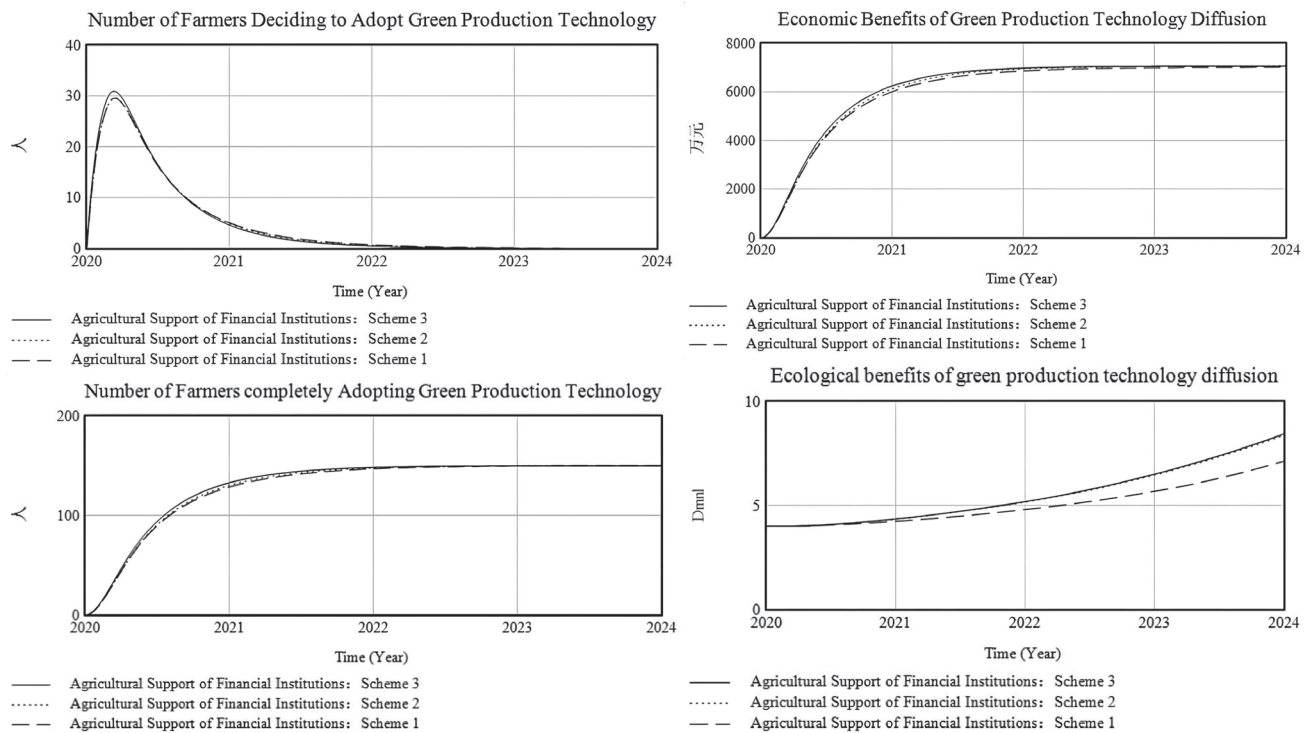 Number of Farmers Deciding to Adopt Green Production Technology
40
30
20
10
0
人
2020 2021 2022 2023 2024
Time (Year)
Agricultural Support of Financial Institutions: Scheme 3
Agricultural Support of Financial Institutions: Scheme 2
Agricultural Support of Financial Institutions: Scheme 1
Economic Benefits of Green Production Technology Diffusion
8000
6000
4000
2000
0
万元
2020 2021 2022 2023 2024
Time (Year)
Agricultural Support of Financial Institutions: Scheme 3
Agricultural Support of Financial Institutions: Scheme 2
Agricultural Support of Financial Institutions: Scheme 1
Number of Farmers completely Adopting Green Production Technology
200
100
0
人
2020 2021 2022 2023 2024
Time (Year)
Agricultural Support of Financial Institutions: Scheme 3
Agricultural Support of Financial Institutions: Scheme 2
Agricultural Support of Financial Institutions: Scheme 1
Ecological benefits of green production technology diffusion
10
5
0
Dmnl
2020 2021 2022 2023 2024
Time (Year)
Agricultural Support of Financial Institutions: Scheme 3
Agricultural Support of Financial Institutions: Scheme 2
Agricultural Support of Financial Institutions: Scheme 1